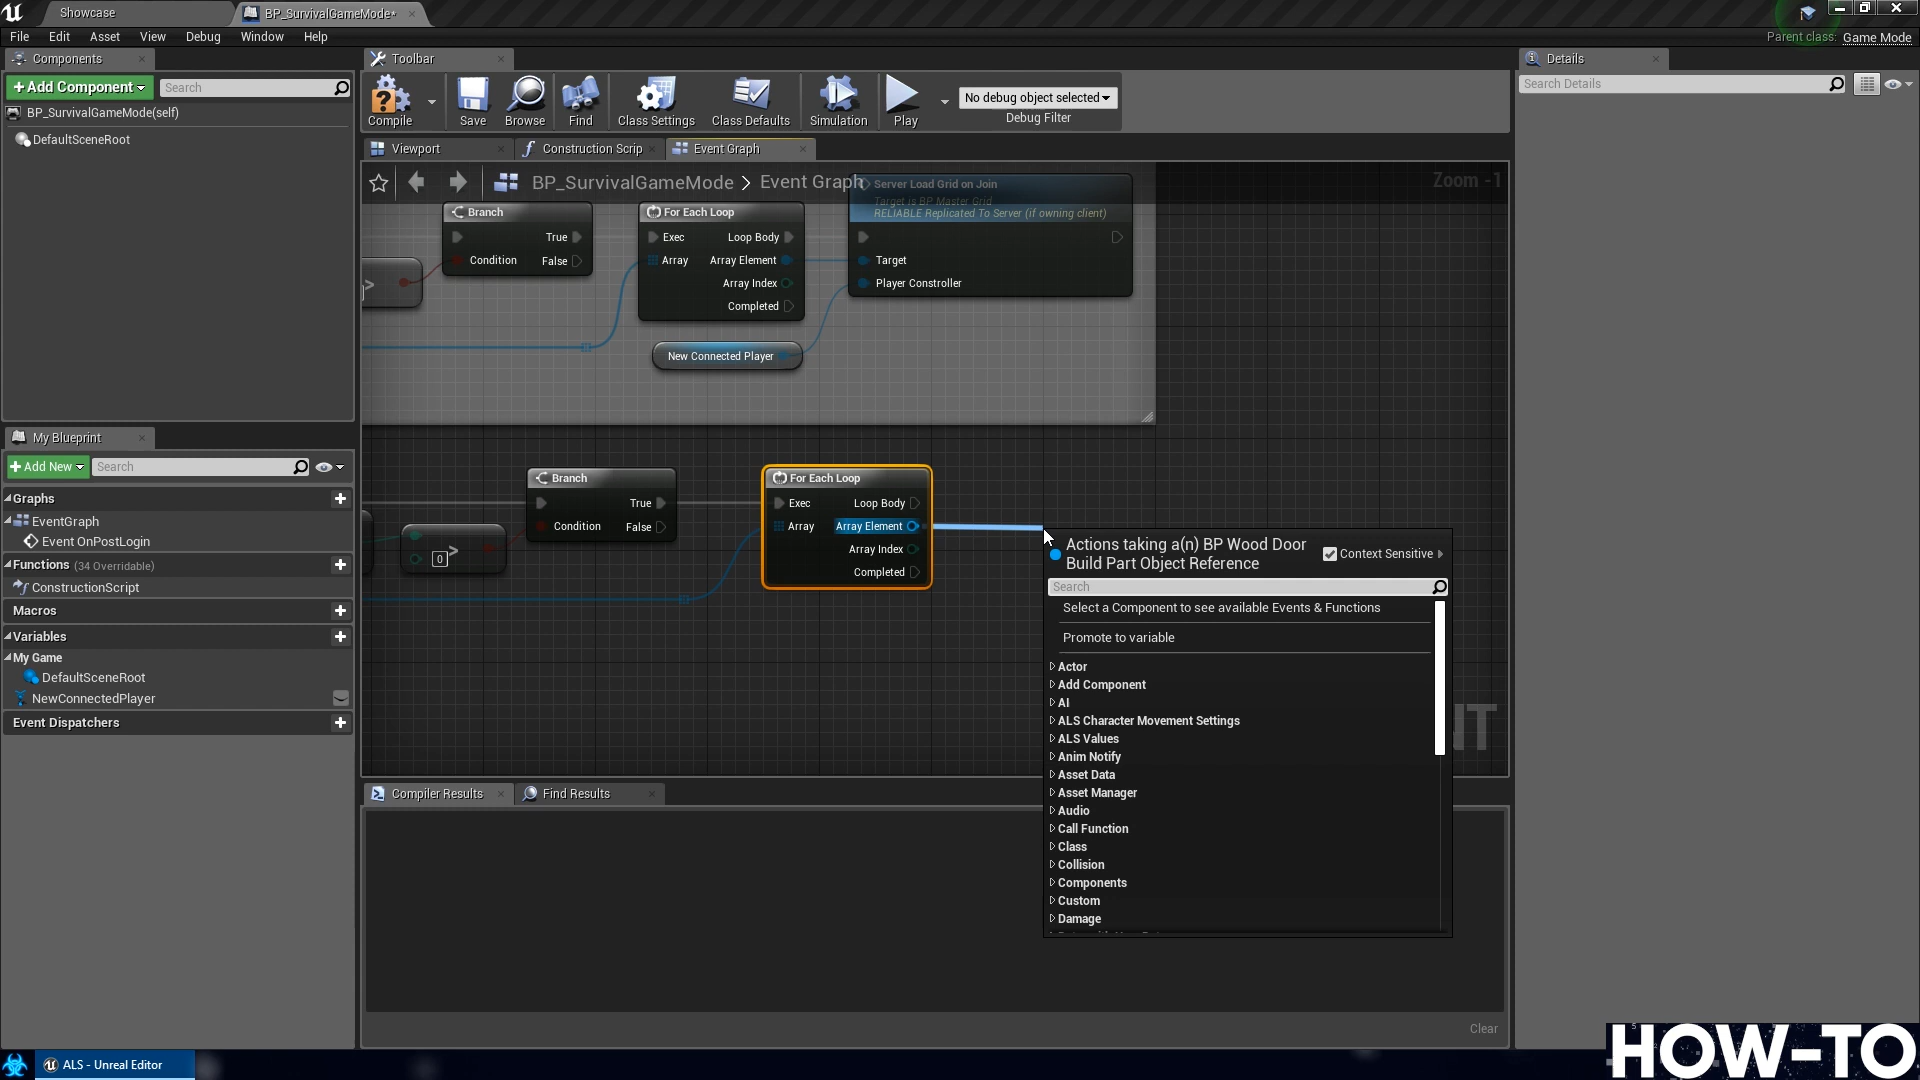 Showcase
BP_SurvivalGameMode*
File Edit Asset View Debug Window Help
Parent class: Game Mode
Components
+ Add Component
Search
BP_SurvivalGameMode(self)
DefaultSceneRoot
Toolbar
Compile
Save
Browse
Find
Class Settings
Class Defaults
Simulation
Play
No debug object selected
Debug Filter
Details
Search Details
Viewport
Construction Scrip
Event Graph
BP_SurvivalGameMode > Event Graph
Zoom -1
Branch
True
Condition
False
For Each Loop
Exec
Loop Body
Array
Array Element
Array Index
Completed
Server Load Grid on Join
Target is BP Master Grid
RELIABLE Replicated To Server (if owning client)
Target
Player Constroller
New Connected Player
My Blueprint
+ Add New
Search
Graphs
EventGraph
Event OnPostLogin
Functions (34 Overridable)
ConstructionScript
Macros
Variables
My Game
DefaultSceneRoot
NewConnectedPlayer
Event Dispatchers
0
>
Branch
True
Condition
False
For Each Loop
Exec
Loop Body
Array
Array Element
Array Index
Completed
Actions taking a(n) BP Wood Door
Build Part Object Reference
Context Sensitive
Search
Select a Component to see available Events & Functions
Promote to variable
Actor
Add Component
AI
ALS Character Movement Settings
ALS Values
Anim Notify
Asset Data
Asset Manager
Audio
Call Function
Class
Collision
Components
Custom
Damage
Compiler Results
Find Results
Clear
ALS - Unreal Editor
HOW-TO